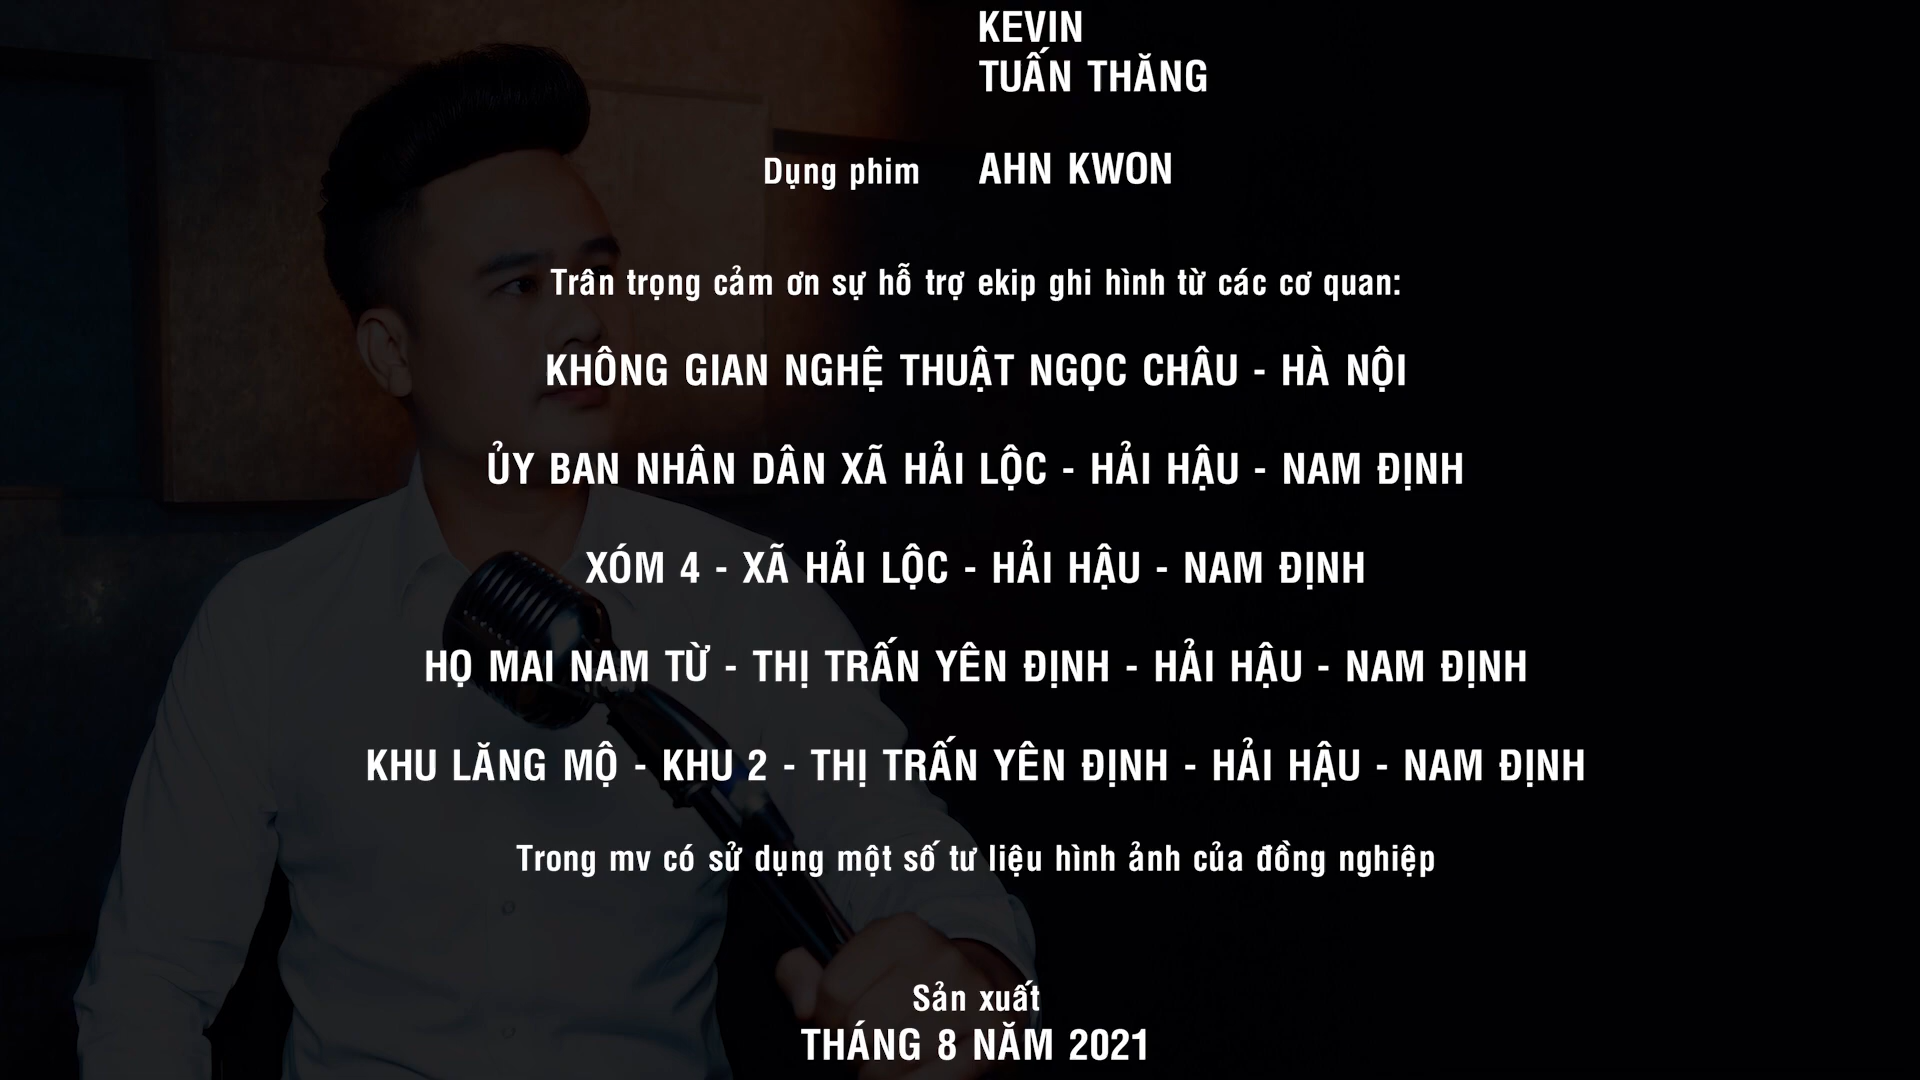 KEVIN
TUẤN THĂNG
Dụng phim AHN KWON
Trân trọng cảm ơn sự hỗ trợ ekip ghi hình từ các cơ quan:
KHÔNG GIAN NGHỆ THUẬT NGỌC CHÂU - HÀ NỘI
ỦY BAN NHÂN DÂN XÃ HẢI LỘC - HẢI HẬU - NAM ĐỊNH
XÓM 4 - XÃ HẢI LỘC - HẢI HẬU - NAM ĐỊNH
HỌ MAI NAM TỪ - THỊ TRẤN YÊN ĐỊNH - HẢI HẬU - NAM ĐỊNH
KHU LĂNG MỘ - KHU 2 - THỊ TRẤN YÊN ĐỊNH - HẢI HẬU - NAM ĐỊNH
Trong mv có sử dụng một số tư liệu hình ảnh của đồng nghiệp
Sản xuất
THÁNG 8 NĂM 2021